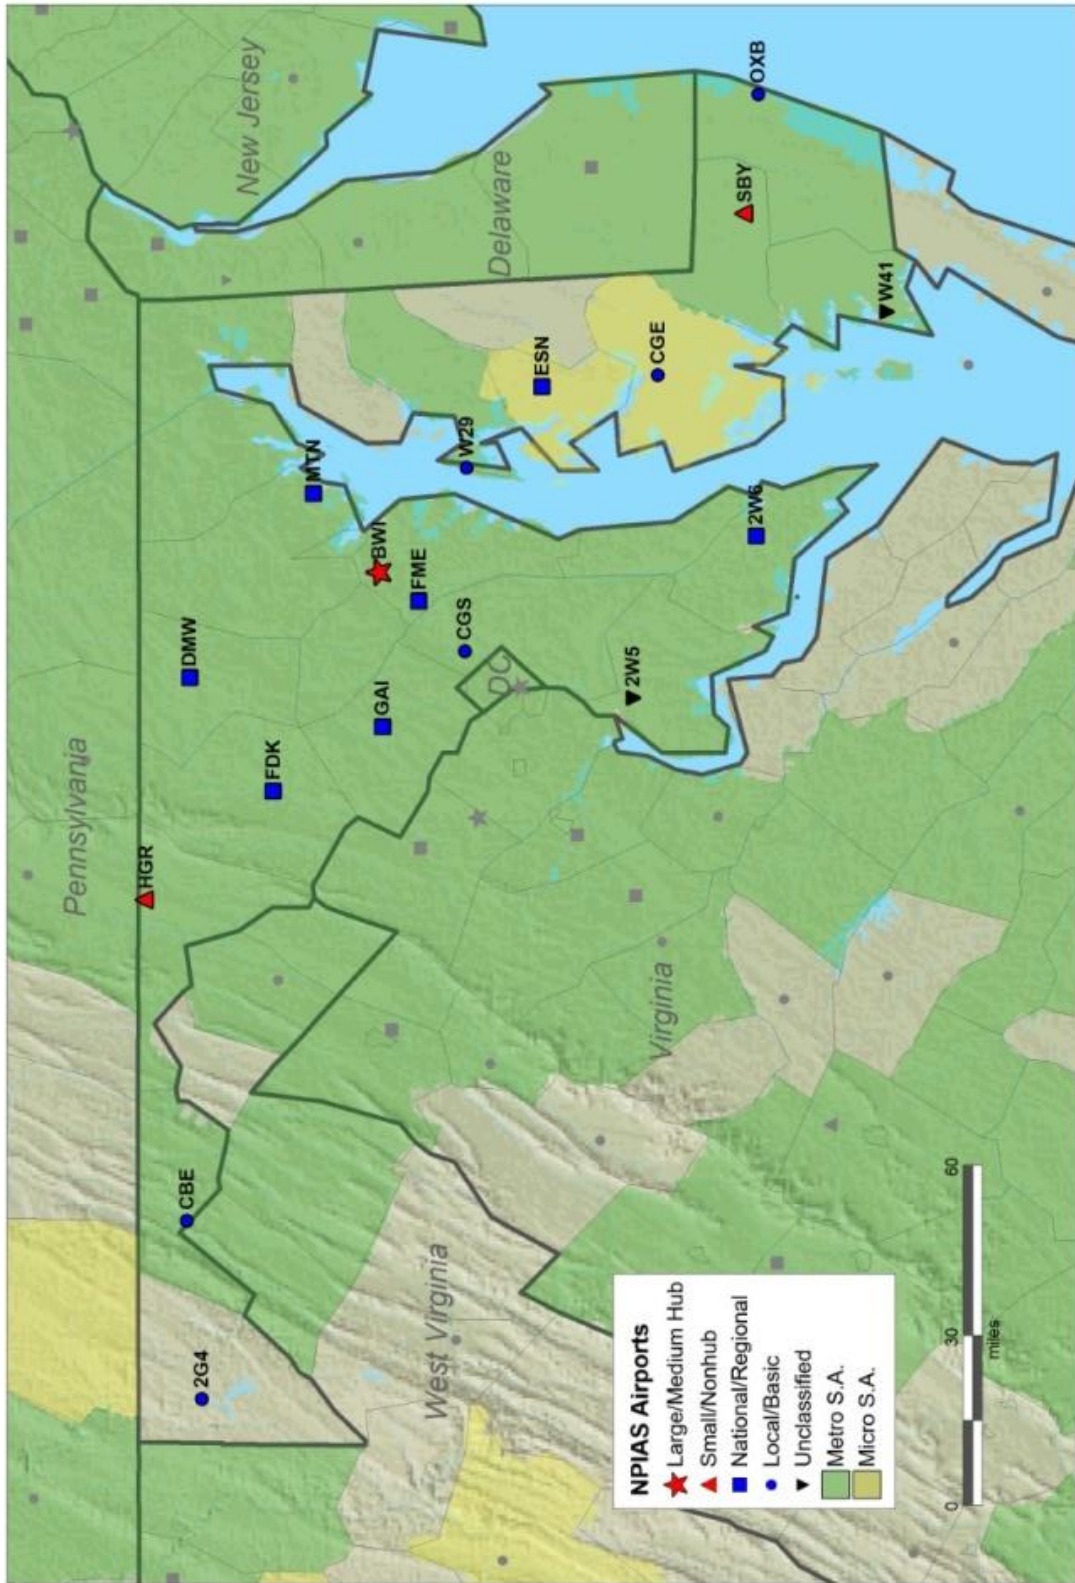 Pennsylvania
New Jersey
HGR
DMW
CBE
2G4
FDK
MTN
BWI
GAI
FME
Delaware
W29
CGS
DC
ESN
West Virginia
CGE
2W5
Virginia
SBY
OXB
2W6
W41
NPIAS Airports
Large/Medium Hub
Small/Nonhub
National/Regional
Local/Basic
Unclassified
Metro S.A.
Micro S.A.
0 30 60
miles